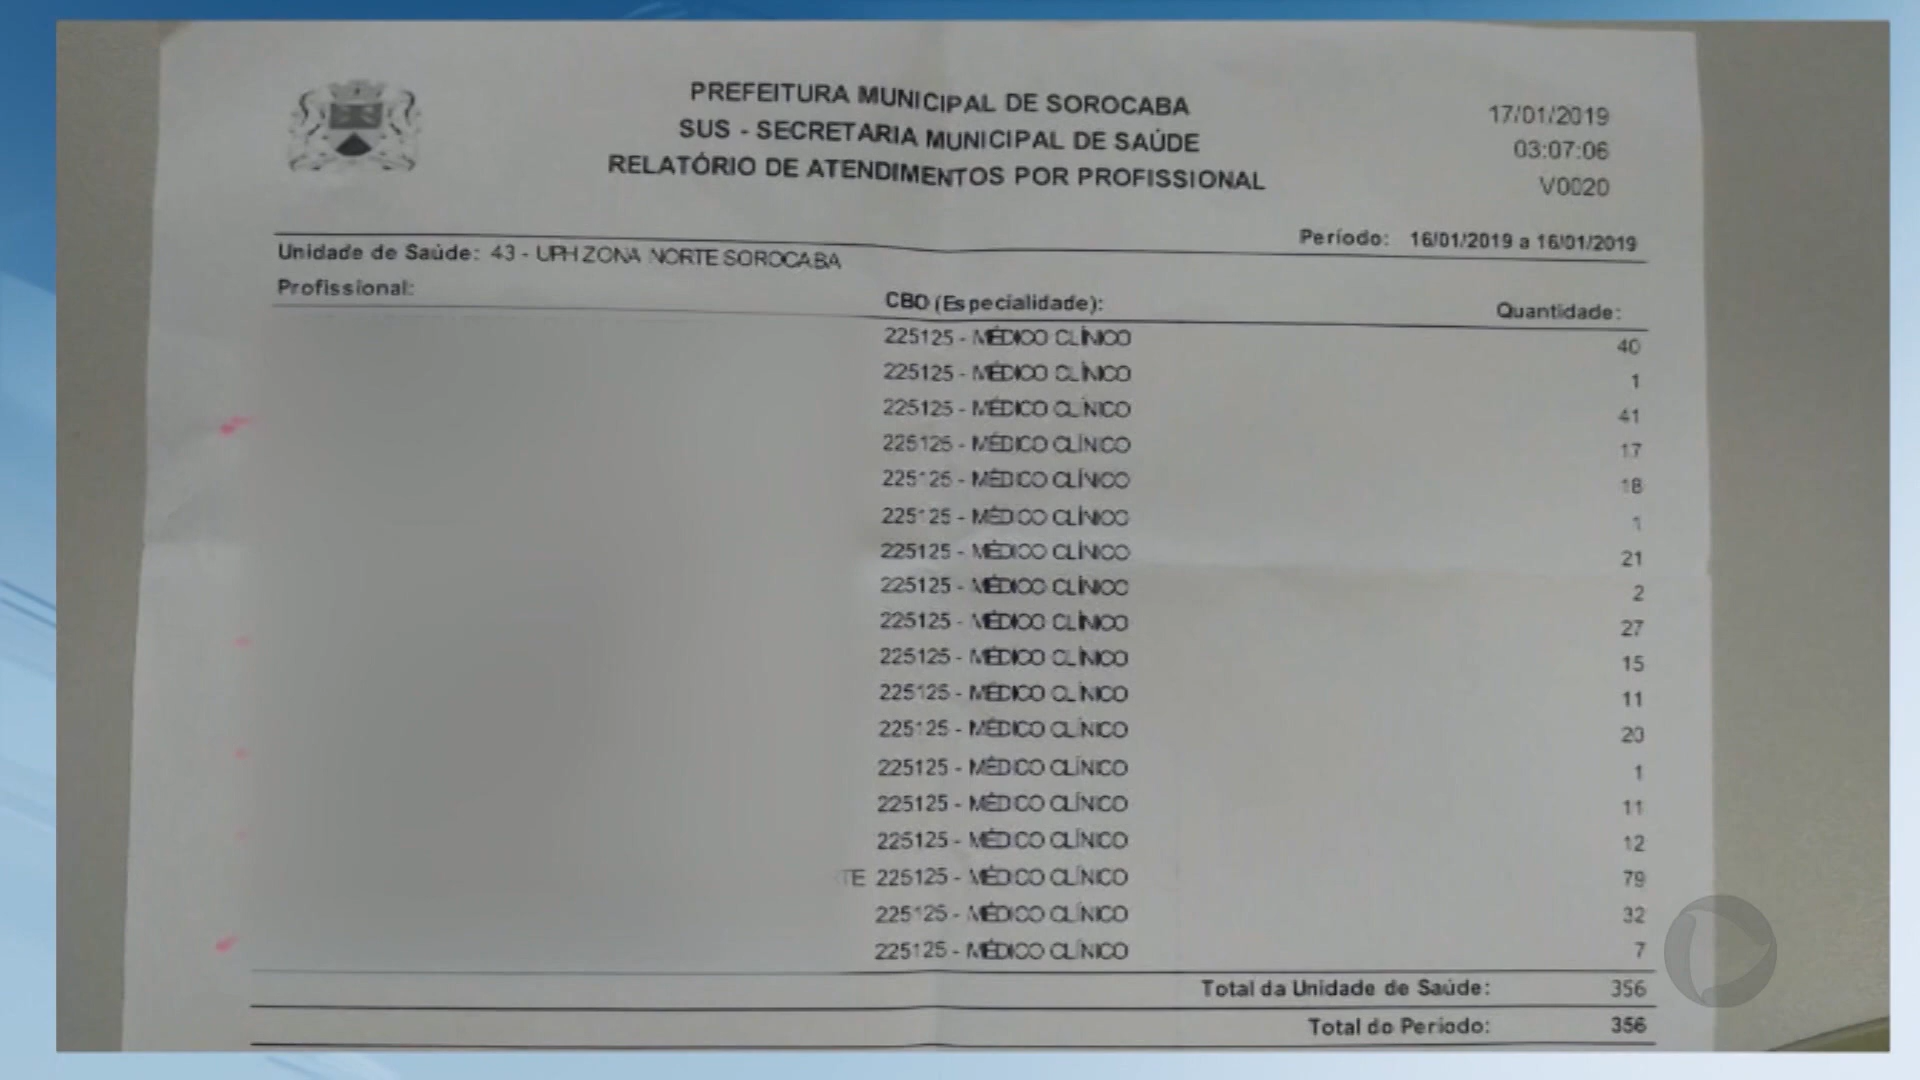 PREFEITURA MUNICIPAL DE SOROCABA
SUS - SECRETARIA MUNICIPAL DE SAÚDE
RELATÓRIO DE ATENDIMENTOS POR PROFISSIONAL
17/01/2019
03:07:06
V0020
Período: 16/01/2019 a 16/01/2019
Unidade de Saúde: 43 - UPH ZONA NORTE SOROCABA
Profissional: CBO (Especialidade): Quantidade:
225125 - MÉDICO CLÍNICO 40
225125 - MÉDICO CLÍNICO 1
225125 - MÉDICO CLÍNICO 41
225125 - MÉDICO CLÍNICO 17
225125 - MÉDICO CLÍNICO 18
225125 - MÉDICO CLÍNICO 1
225125 - MÉDICO CLÍNICO 21
225125 - MÉDICO CLÍNICO 2
225125 - MÉDICO CLÍNICO 27
225125 - MÉDICO CLÍNICO 15
225125 - MÉDICO CLÍNICO 11
225125 - MÉDICO CLÍNICO 20
225125 - MÉDICO CLÍNICO 1
225125 - MÉDICO CLÍNICO 11
225125 - MÉDICO CLÍNICO 12
225125 - MÉDICO CLÍNICO 79
225125 - MÉDICO CLÍNICO 32
225125 - MÉDICO CLÍNICO 7
Total da Unidade de Saúde: 356
Total do Período: 356